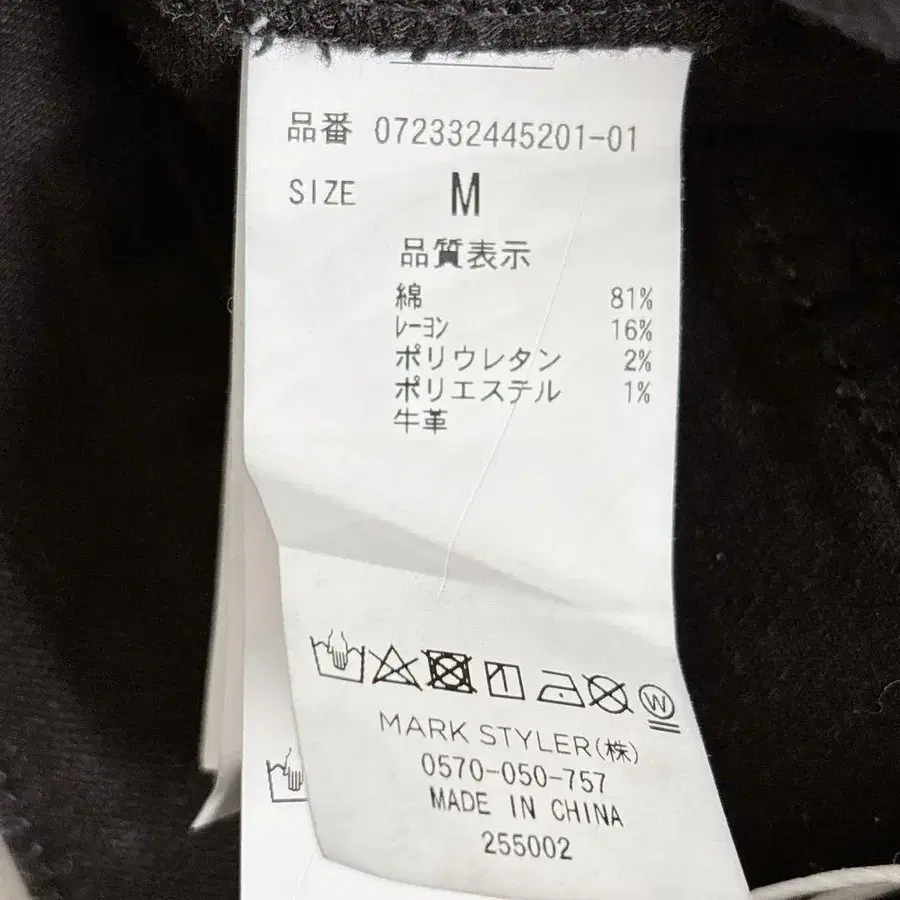 品番 072332445201-01
SIZE M
品質表示
綿 81%
レーヨン 16%
ポリウレタン 2%
ポリエステル 1%
牛革
W
MARK STYLER(株)
0570-050-757
MADE IN CHINA
255002